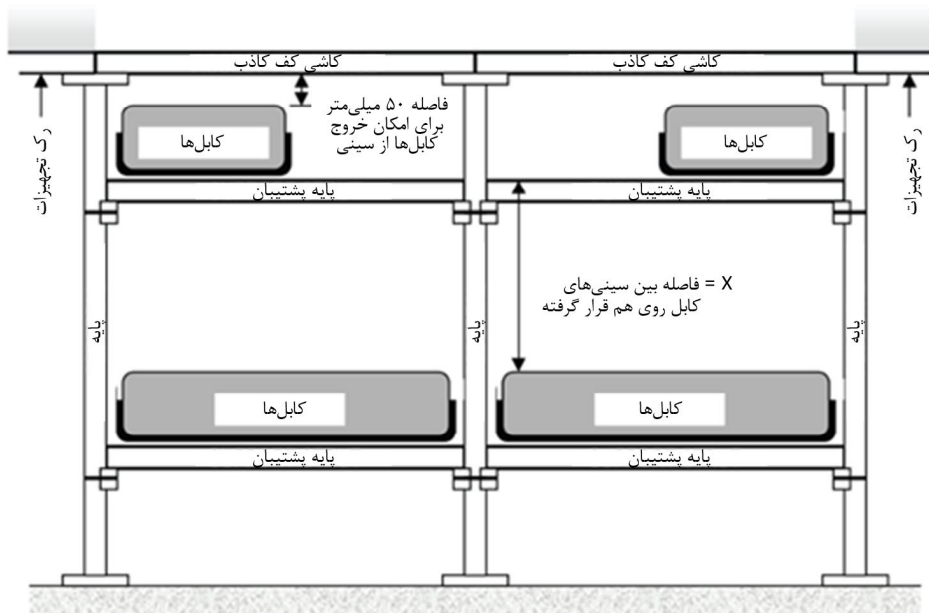 کاشی کف کاذب
کاشی کف کاذب
رک تجهیزات
فاصله ۵۰ میلی‌متر
برای امکان خروج
کابل‌ها از سینی
رک تجهیزات
کابل‌ها
کابل‌ها
پایه پشتیبان
پایه پشتیبان
X = فاصله بین سینی‌های
کابل روی هم قرار گرفته
پایه
پایه
پایه
کابل‌ها
کابل‌ها
پایه پشتیبان
پایه پشتیبان